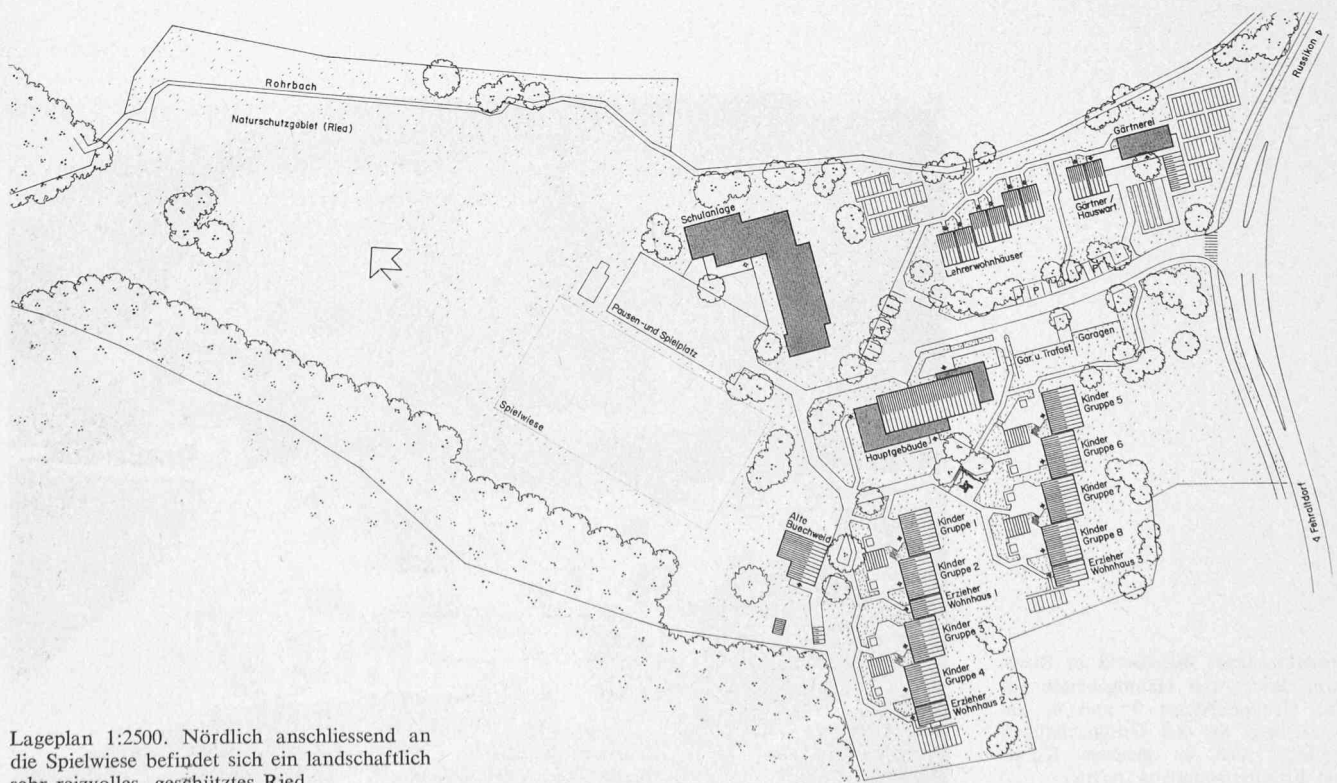 Rohrbach
Naturschutzgebiet (Ried)
Russikon
Gärtnerei
Gärtner /
Hauswart
Schulanlage
Lehrerwohnhäuser
P
P
P
Pausen- und Spielplatz
Gar. u. Trafost.
Garagen
Spielwiese
Hauptgebäude
Kinder
Gruppe 5
Kinder
Gruppe 6
Kinder
Gruppe 7
Kinder
Gruppe 8
Erzieher
Wohnhaus 3
Fehraltdorf
Alte
Buechweid
Kinder
Gruppe 1
Kinder
Gruppe 2
Erzieher
Wohnhaus 1
Kinder
Gruppe 3
Kinder
Gruppe 4
Erzieher
Wohnhaus 2
Lageplan 1:2500. Nördlich anschliessend an
die Spielwiese befindet sich ein landschaftlich
sehr reizvolles, geschütztes Ried